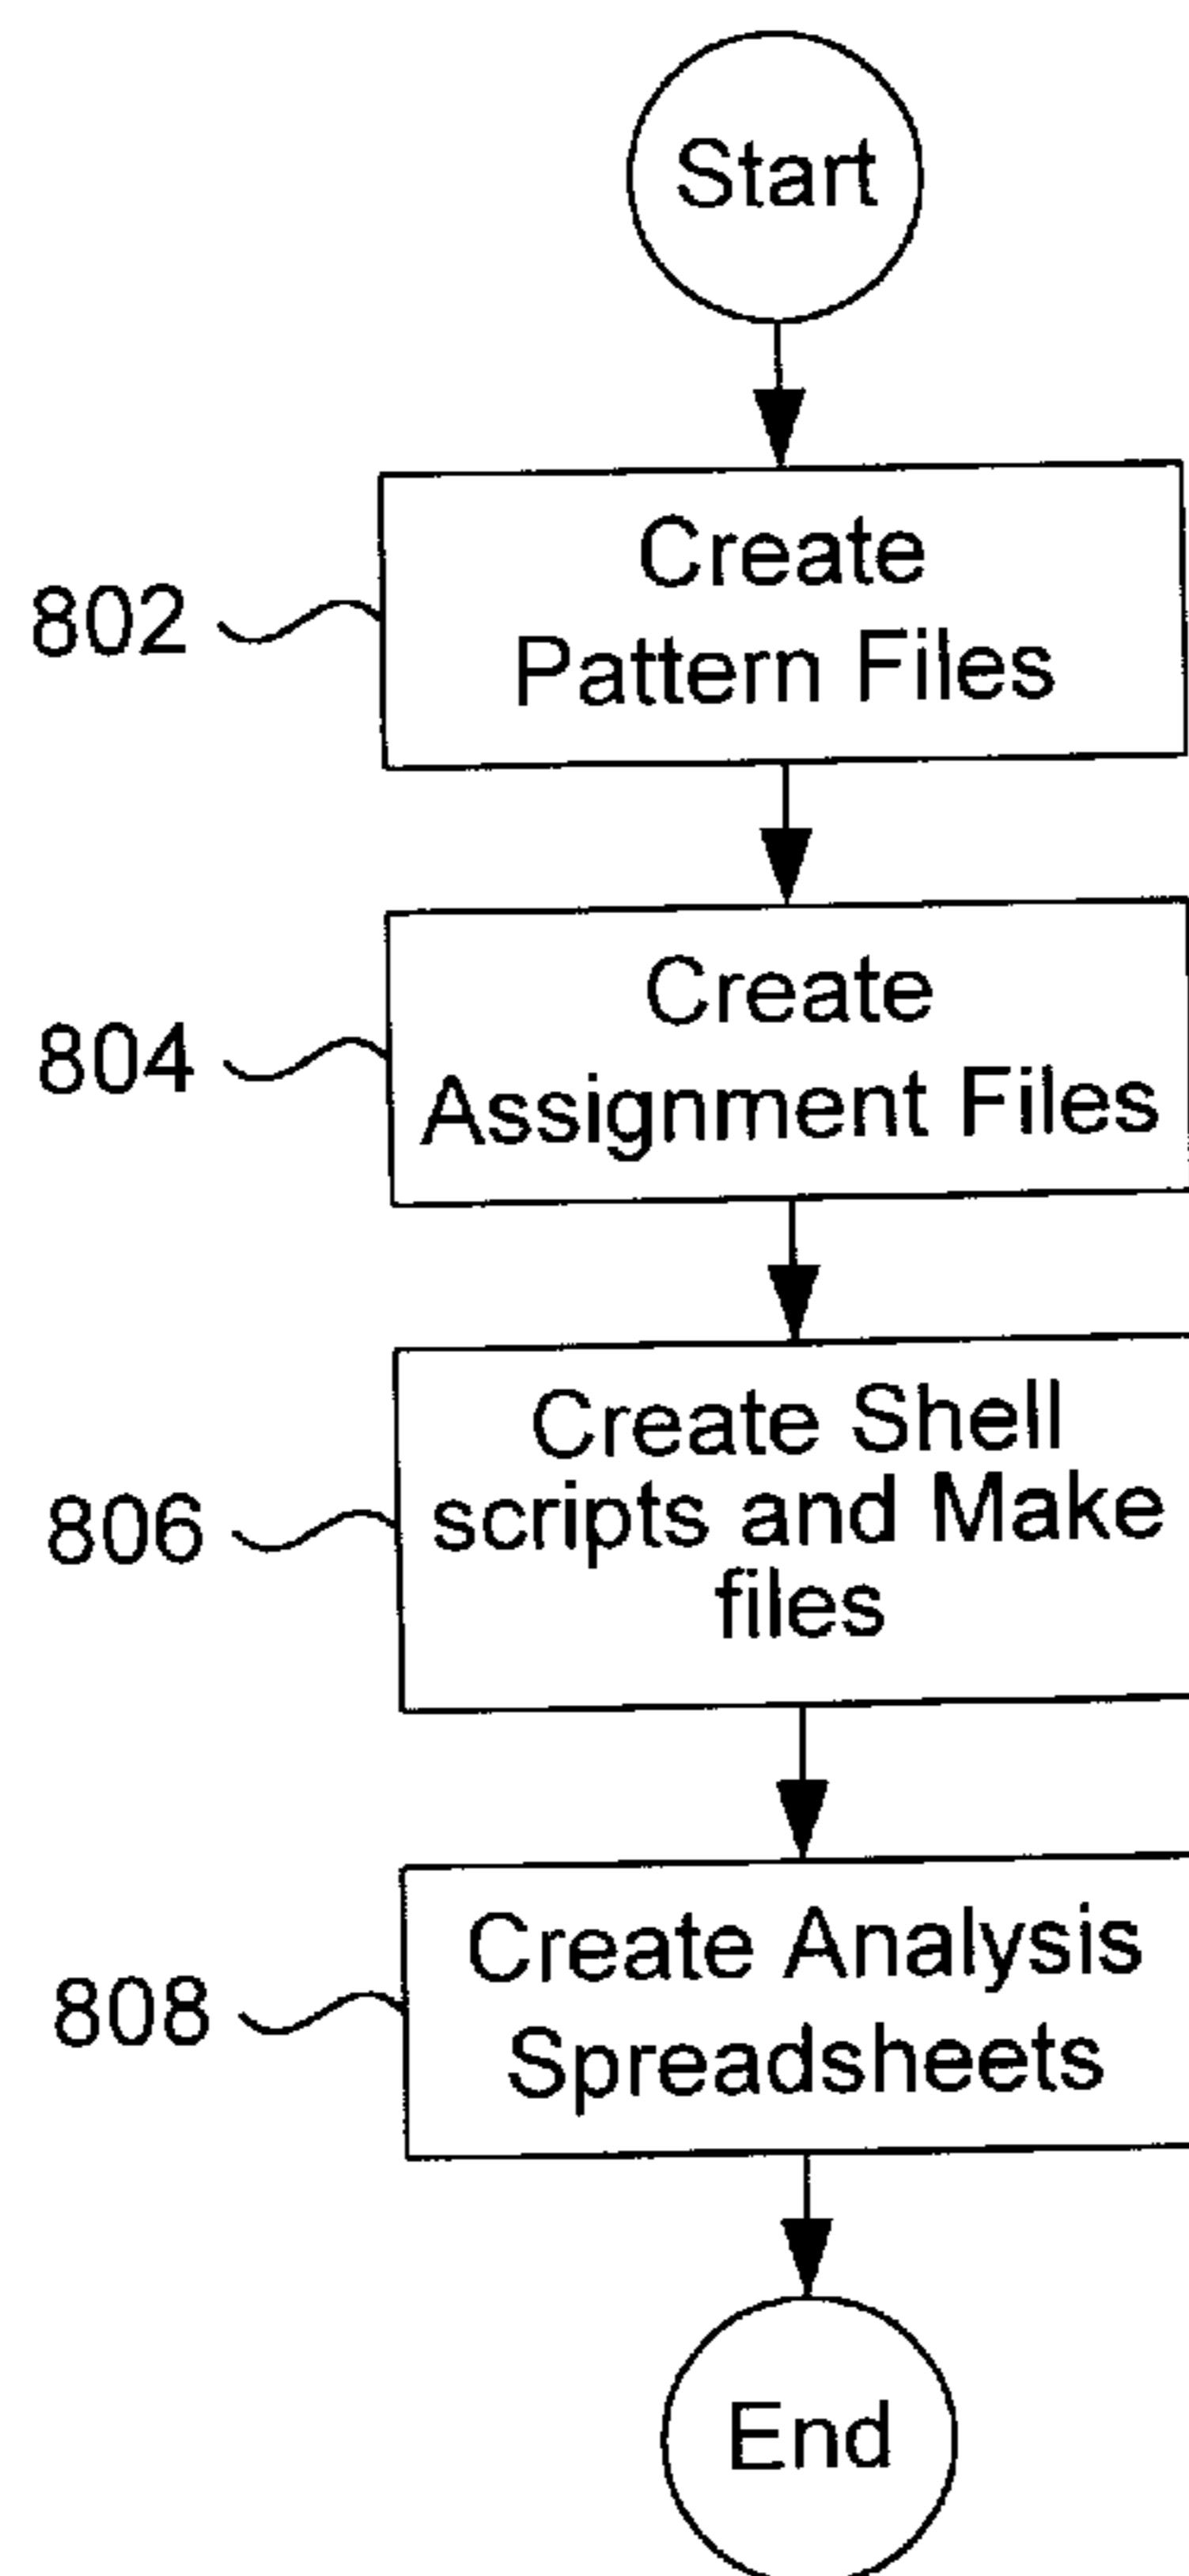 Start
802
Create
Pattern Files
804
Create
Assignment Files
806
Create Shell
scripts and Make
files
808
Create Analysis
Spreadsheets
End